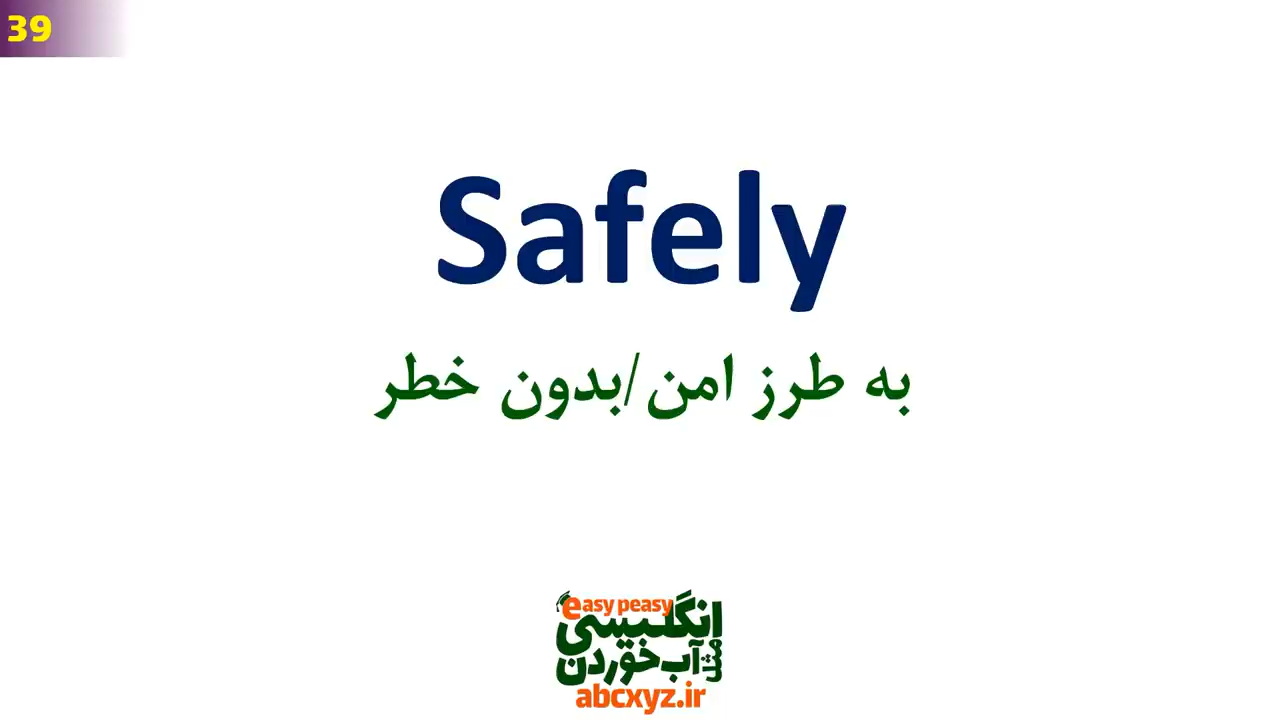 39
Safely
به طرز امن/بدون خطر
easy peasy
انگلیسی
مثل آب خوردن
abcxyz.ir